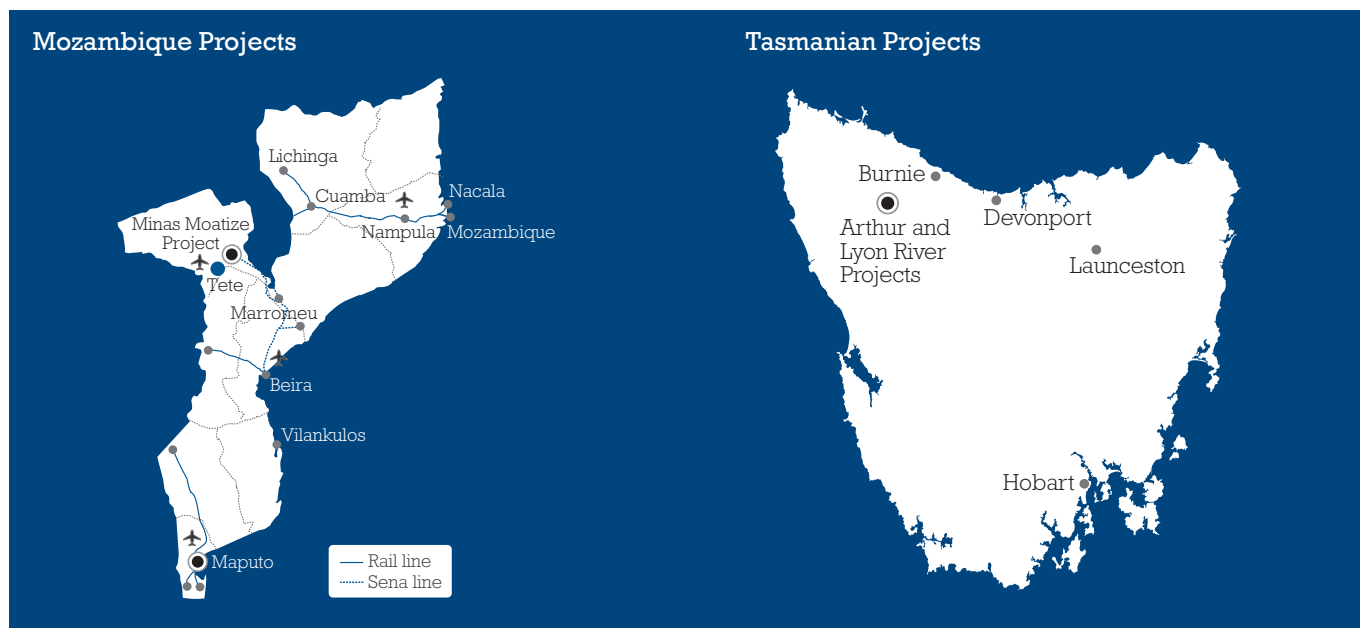 Mozambique Projects
Lichinga
Cuamba
Nacala
Minas Moatize
Project
Nampula
Mozambique
Tete
Marromeu
Beira
Vilankulos
Maputo
Rail line
Sena line
Tasmanian Projects
Burnie
Devonport
Arthur and
Lyon River
Projects
Launceston
Hobart